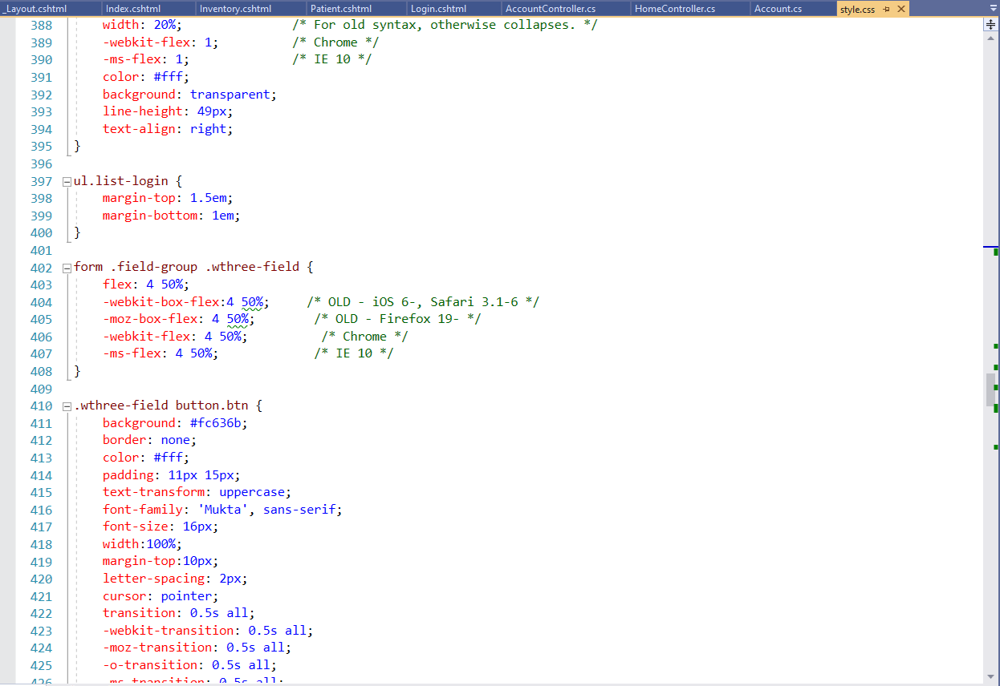 _Layout.cshtml Index.cshtml Inventory.cshtml Patient.cshtml Login.cshtml AccountController.cs HomeController.cs Account.cs style.css
388 width: 20%; /* For old syntax, otherwise collapses. */
389 -webkit-flex: 1; /* Chrome */
390 -ms-flex: 1; /* IE 10 */
391 color: #fff;
392 background: transparent;
393 line-height: 49px;
394 text-align: right;
395 }
396
397 ul.list-login {
398 margin-top: 1.5em;
399 margin-bottom: 1em;
400 }
401
402 form .field-group .wthree-field {
403 flex: 4 50%;
404 -webkit-box-flex:4 50%; /* OLD - iOS 6-, Safari 3.1-6 */
405 -moz-box-flex: 4 50%; /* OLD - Firefox 19- */
406 -webkit-flex: 4 50%; /* Chrome */
407 -ms-flex: 4 50%; /* IE 10 */
408 }
409
410 .wthree-field button.btn {
411 background: #fc636b;
412 border: none;
413 color: #fff;
414 padding: 11px 15px;
415 text-transform: uppercase;
416 font-family: 'Mukta', sans-serif;
417 font-size: 16px;
418 width:100%;
419 margin-top:10px;
420 letter-spacing: 2px;
421 cursor: pointer;
422 transition: 0.5s all;
423 -webkit-transition: 0.5s all;
424 -moz-transition: 0.5s all;
425 -o-transition: 0.5s all;
426 -ms-transition: 0.5s all;